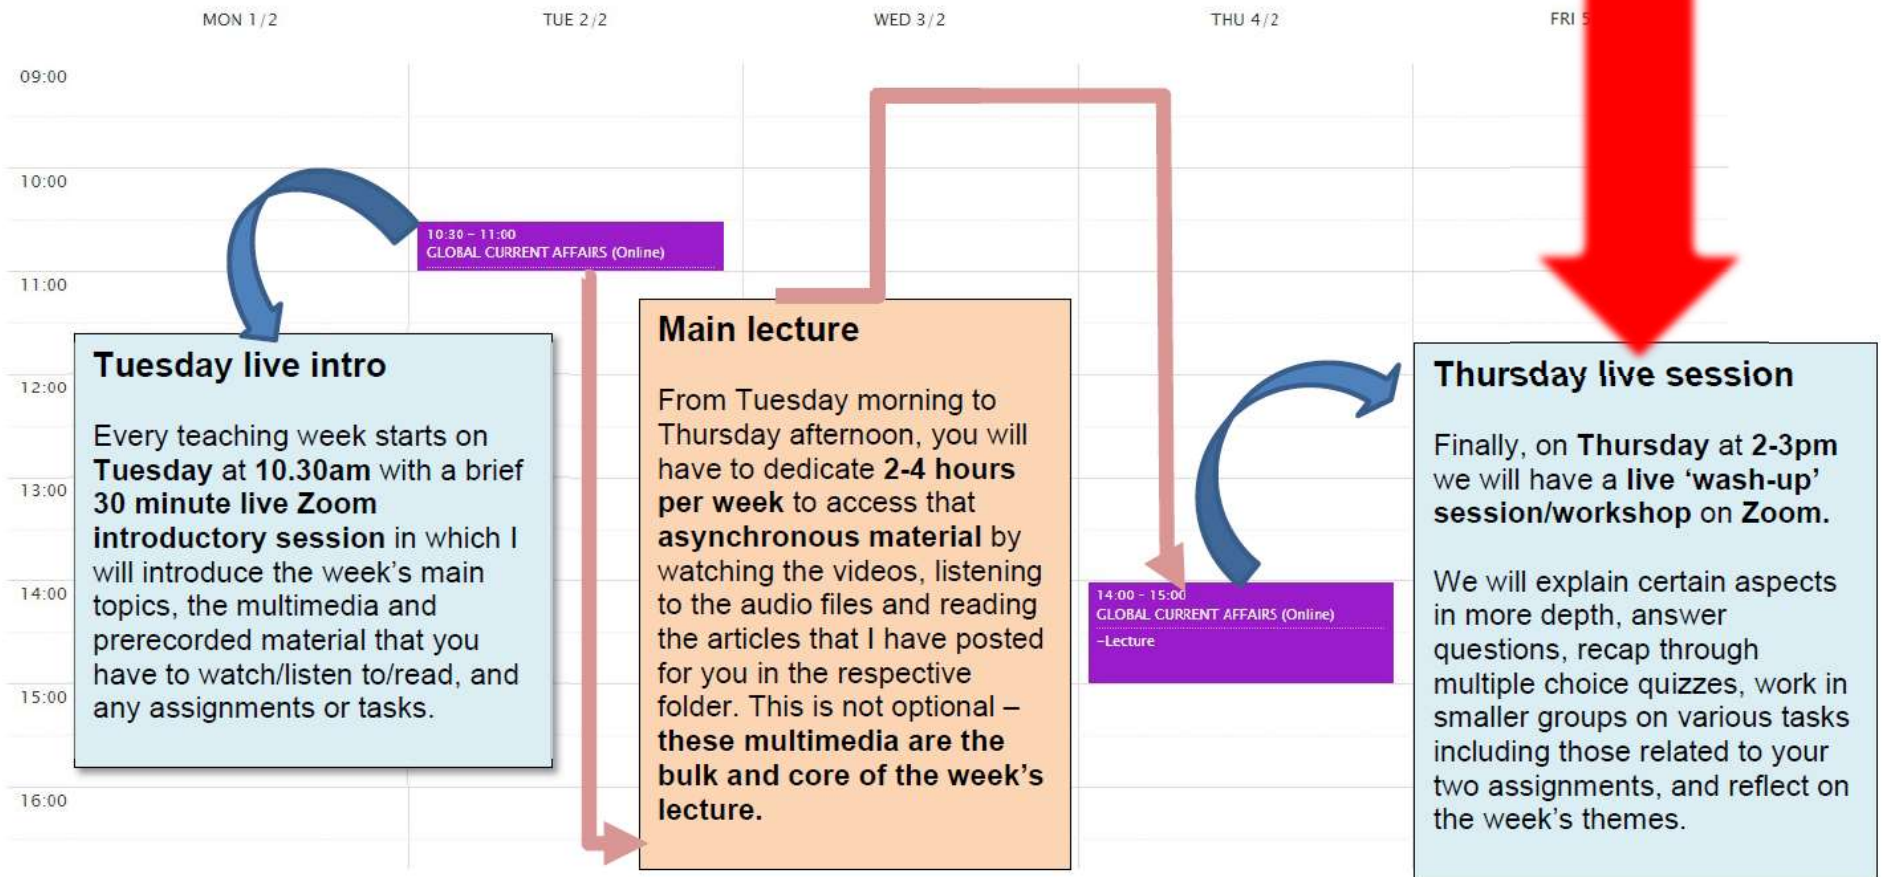 MON 1/2
TUE 2/2
WED 3/2
THU 4/2
FRI 5
09:00
10:00
11:00
12:00
13:00
14:00
15:00
16:00
10:30 – 11:00
GLOBAL CURRENT AFFAIRS (Online)
Tuesday live intro
Every teaching week starts on
Tuesday at 10.30am with a brief
30 minute live Zoom
introductory session in which I
will introduce the week's main
topics, the multimedia and
prerecorded material that you
have to watch/listen to/read, and
any assignments or tasks.
Main lecture
From Tuesday morning to
Thursday afternoon, you will
have to dedicate 2-4 hours
per week to access that
asynchronous material by
watching the videos, listening
to the audio files and reading
the articles that I have posted
for you in the respective
folder. This is not optional –
these multimedia are the
bulk and core of the week's
lecture.
14:00 – 15:00
GLOBAL CURRENT AFFAIRS (Online)
–Lecture
Thursday live session
Finally, on Thursday at 2-3pm
we will have a live 'wash-up'
session/workshop on Zoom.
We will explain certain aspects
in more depth, answer
questions, recap through
multiple choice quizzes, work in
smaller groups on various tasks
including those related to your
two assignments, and reflect on
the week's themes.